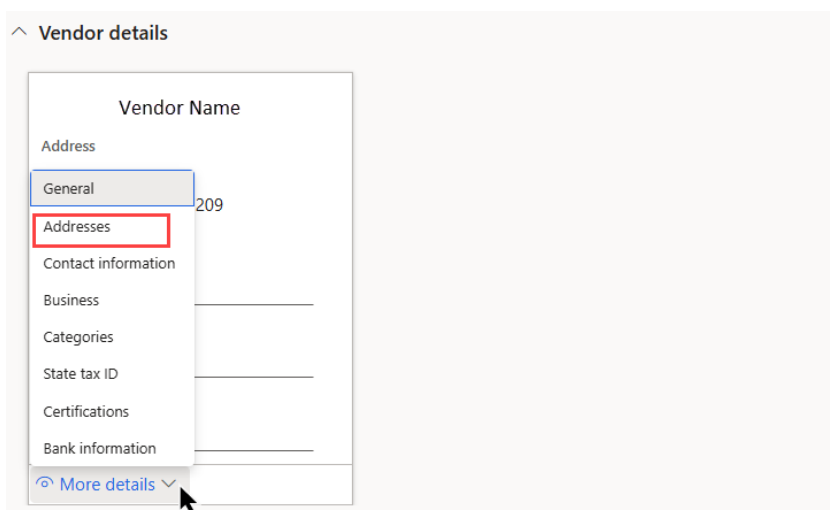 Vendor details
Vendor Name
Address
General
209
Addresses
Contact information
Business
Categories
State tax ID
Certifications
Bank information
More details